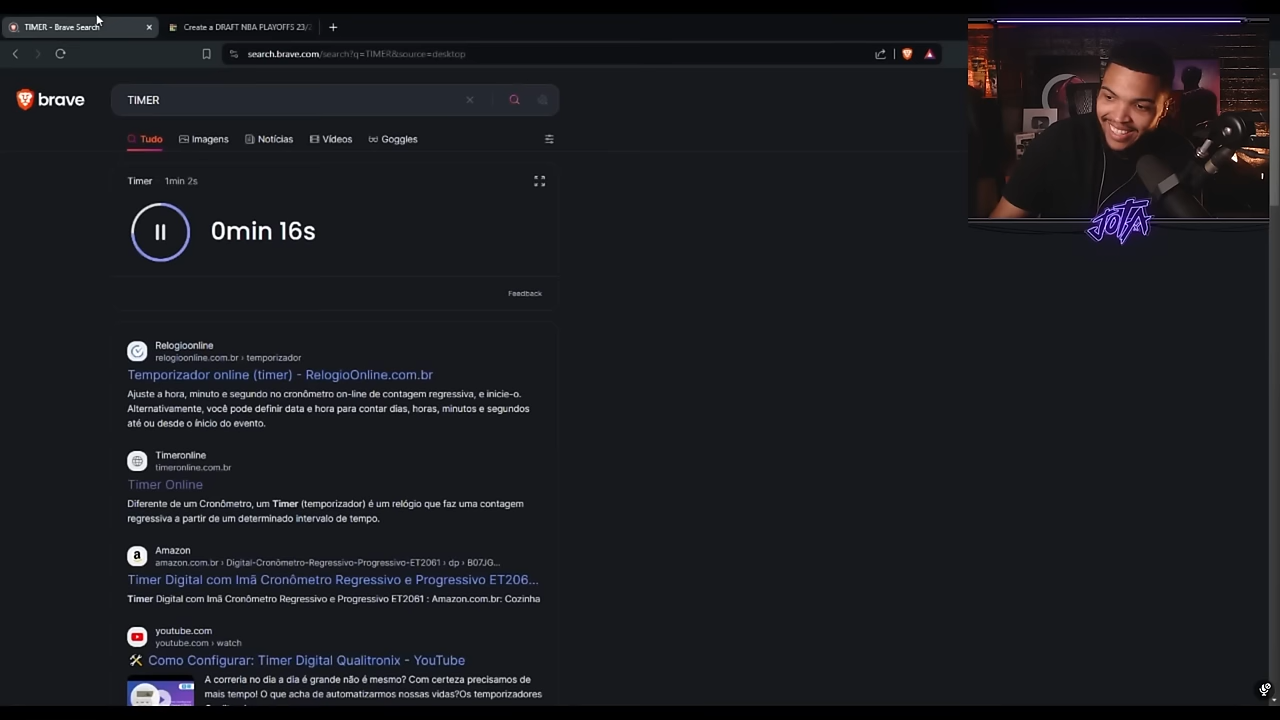 TIMER - Brave Search
Create a DRAFT NBA PLAYOFFS 23/
search.brave.com/search?q=TIMER&source=desktop
brave
TIMER
Tudo
Imagens
Notícias
Vídeos
Goggles
Timer 1min 2s
0min 16s
Feedback
Relogioonline
relogioonline.com.br › temporizador
Temporizador online (timer) - RelogioOnline.com.br
Ajuste a hora, minuto e segundo no cronômetro on-line de contagem regressiva, e inicie-o.
Alternativamente, você pode definir data e hora para contar dias, horas, minutos e segundos
até ou desde o início do evento.
Timeronline
timeronline.com.br
Timer Online
Diferente de um Cronômetro, um Timer (temporizador) é um relógio que faz uma contagem
regressiva a partir de um determinado intervalo de tempo.
Amazon
amazon.com.br › Digital-Cronômetro-Regressivo-Progressivo-ET2061 › dp › B07JG...
Timer Digital com Imã Cronômetro Regressivo e Progressivo ET206...
Timer Digital com Imã Cronômetro Regressivo e Progressivo ET2061 : Amazon.com.br: Cozinha
youtube.com
youtube.com › watch
Como Configurar: Timer Digital Qualitronix - YouTube
A correria no dia a dia é grande não é mesmo? Com certeza precisamos de
mais tempo! O que acha de automatizarmos nossas vidas?Os temporizadores
JOTA